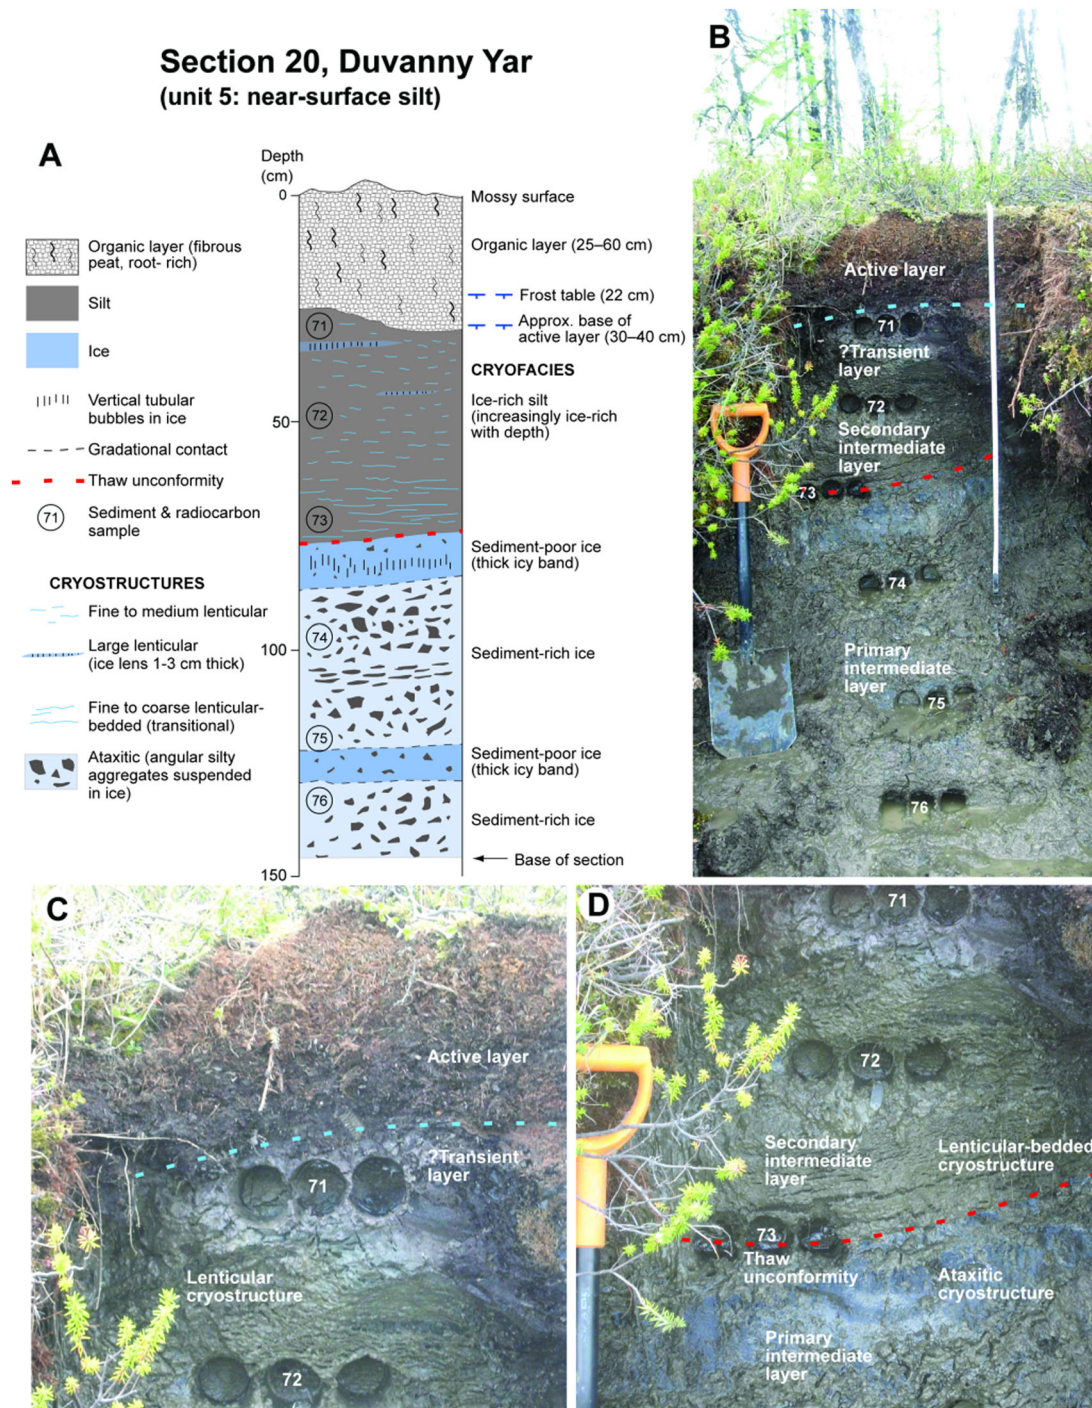 Section 20, Duvanny Yar
(unit 5: near-surface silt)
A
Depth
(cm)
0
50
100
150
Organic layer (fibrous
peat, root- rich)
Silt
Ice
Vertical tubular
bubbles in ice
Gradational contact
Thaw unconformity
71
Sediment & radiocarbon
sample
CRYOSTRUCTURES
Fine to medium lenticular
Large lenticular
(ice lens 1-3 cm thick)
Fine to coarse lenticular-
bedded (transitional)
Ataxitic (angular silty
aggregates suspended
in ice)
71
72
73
74
75
76
Mossy surface
Organic layer (25–60 cm)
Frost table (22 cm)
Approx. base of
active layer (30–40 cm)
CRYOFACIES
Ice-rich silt
(increasingly ice-rich
with depth)
Sediment-poor ice
(thick icy band)
Sediment-rich ice
Sediment-poor ice
(thick icy band)
Sediment-rich ice
Base of section
B
Active layer
71
?Transient
layer
72
Secondary
intermediate
layer
73
74
Primary
intermediate
layer
75
76
C
Active layer
?Transient
layer
71
Lenticular
cryostructure
72
D
71
72
Secondary
intermediate
layer
Lenticular-bedded
cryostructure
73
Thaw
unconformity
Ataxitic
cryostructure
Primary
intermediate
layer